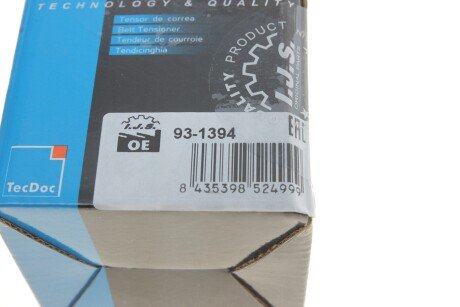 TECHNOLOGY & QUALITY
Tensor de correa
Belt Tensioner
Tendeur de courroie
Tendicinghia
QUALITY PRODUCT
I.J.S.
I.J.S.
OE
93-1394
EAC
TecDoc
8 435398 524999